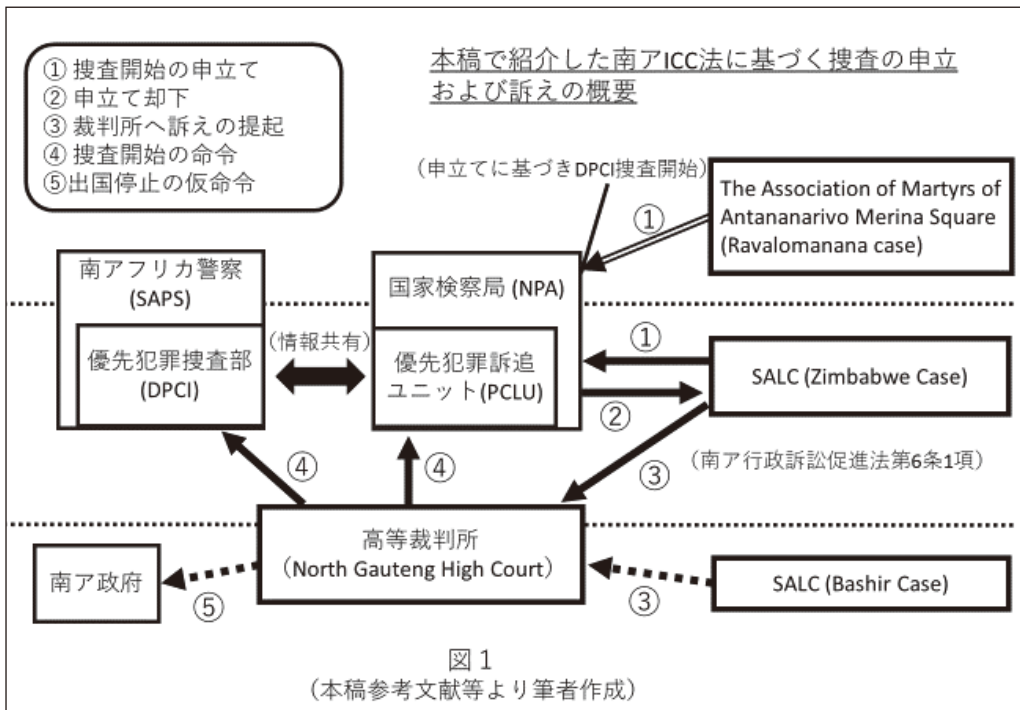 ① 捜査開始の申立て
② 申立て却下
③ 裁判所へ訴えの提起
④ 捜査開始の命令
⑤出国停止の仮命令
本稿で紹介した南アICC法に基づく捜査の申立
および訴えの概要
(申立てに基づきDPCI捜査開始)
①
The Association of Martyrs of
Antananarivo Merina Square
(Ravalomanana case)
南アフリカ警察
(SAPS)
優先犯罪捜査部
(DPCI)
(情報共有)
国家検察局 (NPA)
優先犯罪訴追
ユニット(PCLU)
①
②
SALC (Zimbabwe Case)
③
(南ア行政訴訟促進法第6条1項)
④
④
高等裁判所
(North Gauteng High Court)
南ア政府
⑤
③
SALC (Bashir Case)
図 1
(本稿参考文献等より筆者作成)